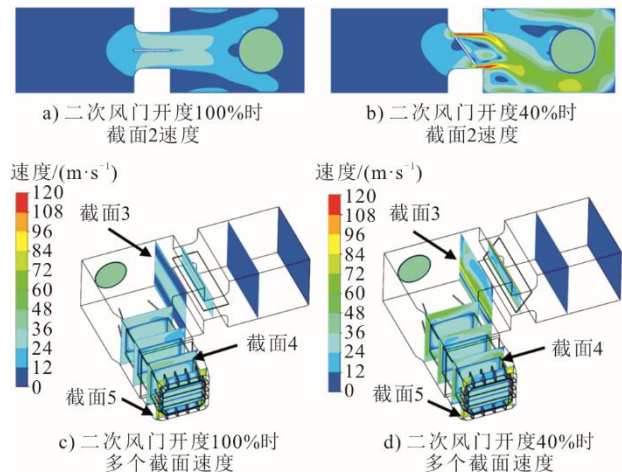 a) 二次风门开度100%时
截面2速度
b) 二次风门开度40%时
截面2速度
速度/(m·s⁻¹)
120
108
96
84
72
60
48
36
24
12
0
截面3
截面4
截面5
c) 二次风门开度100%时
多个截面速度
速度/(m·s⁻¹)
120
108
96
84
72
60
48
36
24
12
0
截面3
截面4
截面5
d) 二次风门开度40%时
多个截面速度